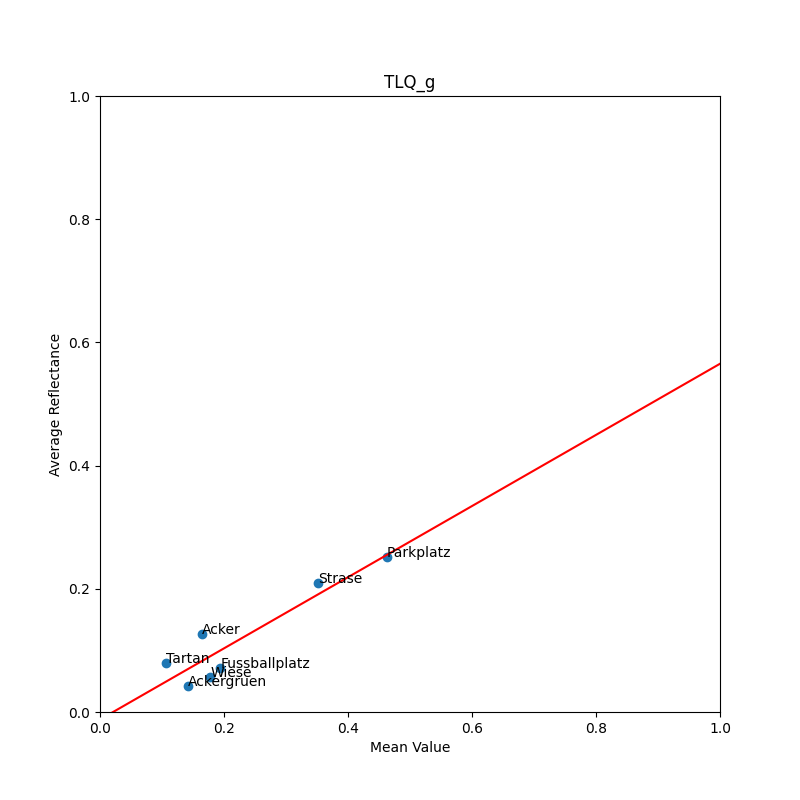 TLQ_g
1.0
0.8
0.6
0.4
0.2
0.0
Average Reflectance
Parkplatz
Strase
Acker
Tartan
Fussballplatz
Wiese
Ackergruen
0.0 0.2 0.4 0.6 0.8 1.0
Mean Value